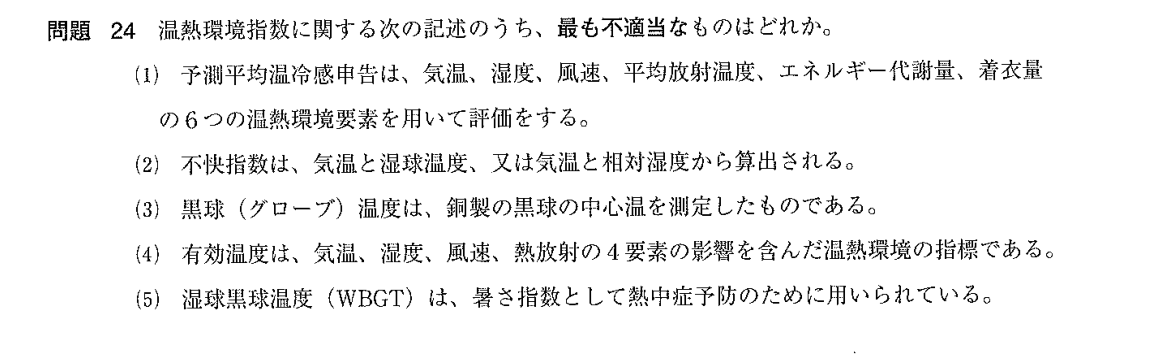 問題 24 温熱環境指数に関する次の記述のうち、最も不適当なものはどれか。
(1) 予測平均温冷感申告は、気温、湿度、風速、平均放射温度、エネルギー代謝量、着衣量
の6つの温熱環境要素を用いて評価をする。
(2) 不快指数は、気温と湿球温度、又は気温と相対湿度から算出される。
(3) 黒球（グローブ）温度は、銅製の黒球の中心温を測定したものである。
(4) 有効温度は、気温、湿度、風速、熱放射の4要素の影響を含んだ温熱環境の指標である。
(5) 湿球黒球温度（WBGT）は、暑さ指数として熱中症予防のために用いられている。